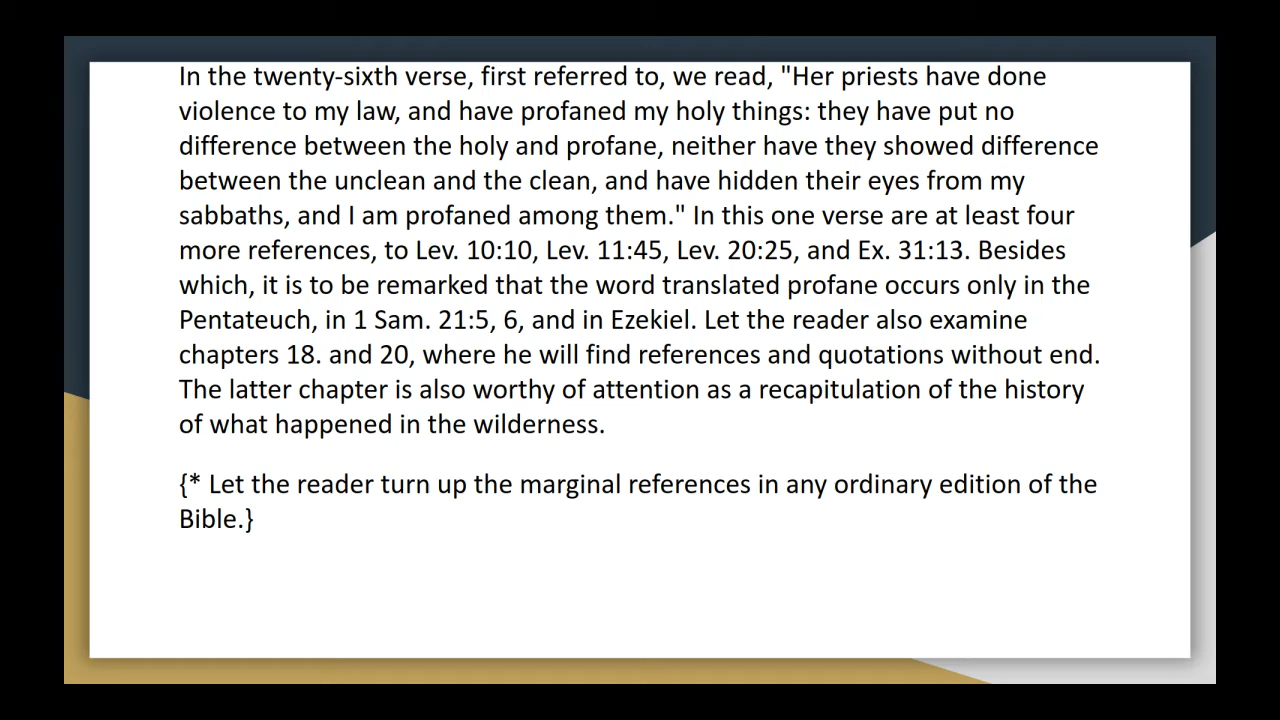 In the twenty-sixth verse, first referred to, we read, "Her priests have done
violence to my law, and have profaned my holy things: they have put no
difference between the holy and profane, neither have they showed difference
between the unclean and the clean, and have hidden their eyes from my
sabbaths, and I am profaned among them." In this one verse are at least four
more references, to Lev. 10:10, Lev. 11:45, Lev. 20:25, and Ex. 31:13. Besides
which, it is to be remarked that the word translated profane occurs only in the
Pentateuch, in 1 Sam. 21:5, 6, and in Ezekiel. Let the reader also examine
chapters 18. and 20, where he will find references and quotations without end.
The latter chapter is also worthy of attention as a recapitulation of the history
of what happened in the wilderness.
{* Let the reader turn up the marginal references in any ordinary edition of the
Bible.}